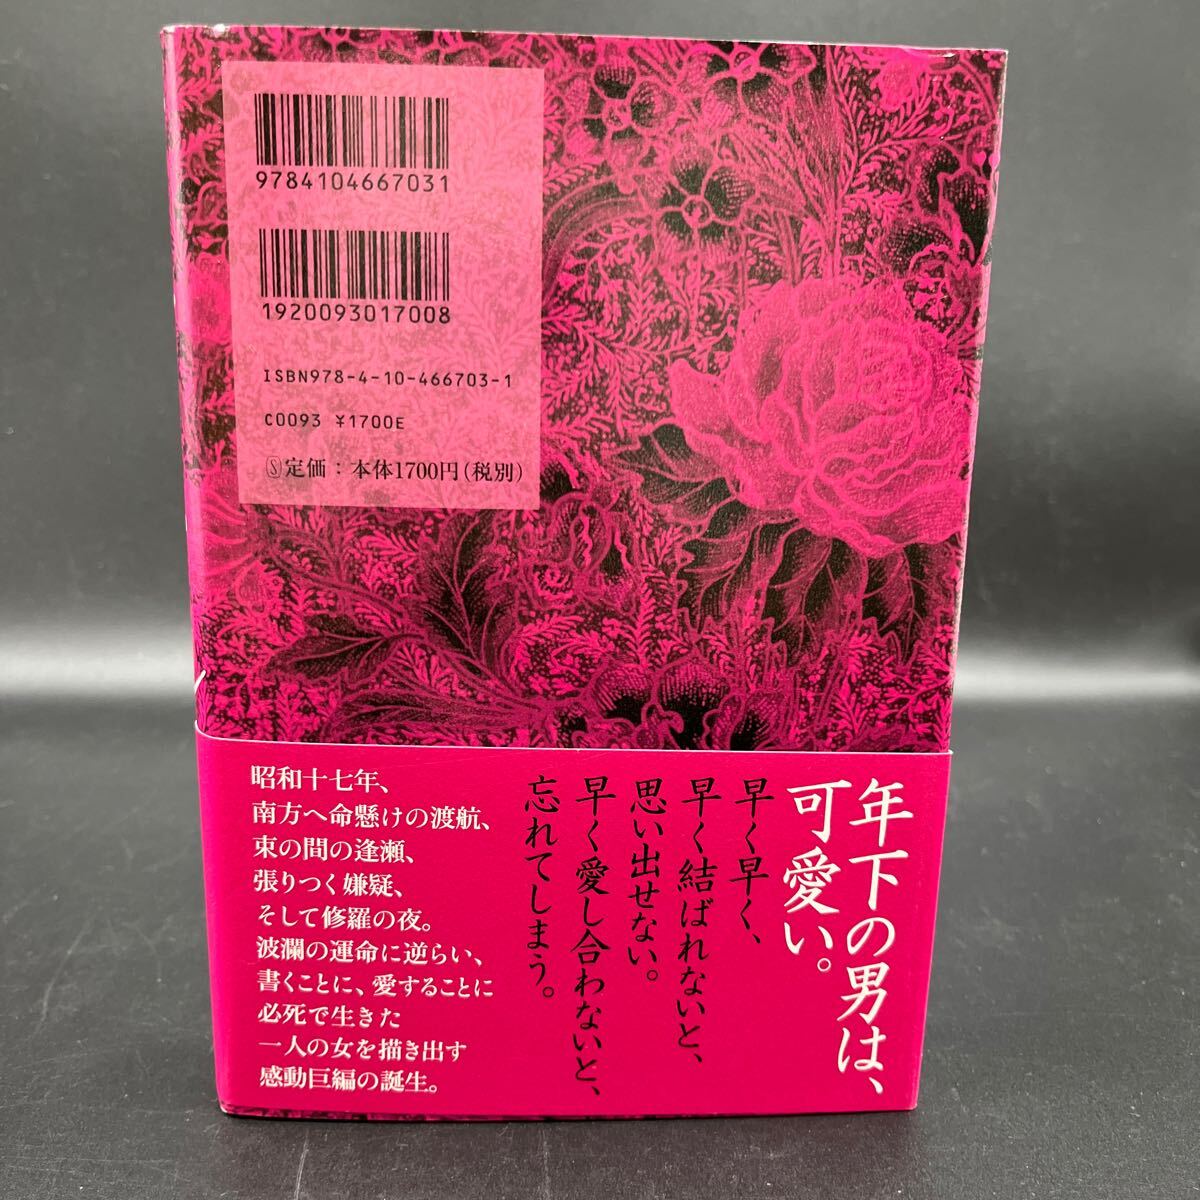 9784104667031
1920093017008
ISBN978-4-10-466703-1
C0093 ¥1700E
Ⓢ定価:本体1700円(税別)
年下の男は、
可愛い。
早く早く、
早く結ばれないと、
思い出せない。
早く愛し合わないと、
忘れてしまう。
昭和十七年、
南方へ命懸けの渡航、
束の間の逢瀬、
張りつく嫌疑、
そして修羅の夜。
波瀾の運命に逆らい、
書くことに、愛することに
必死で生きた
一人の女を描き出す
感動巨編の誕生。